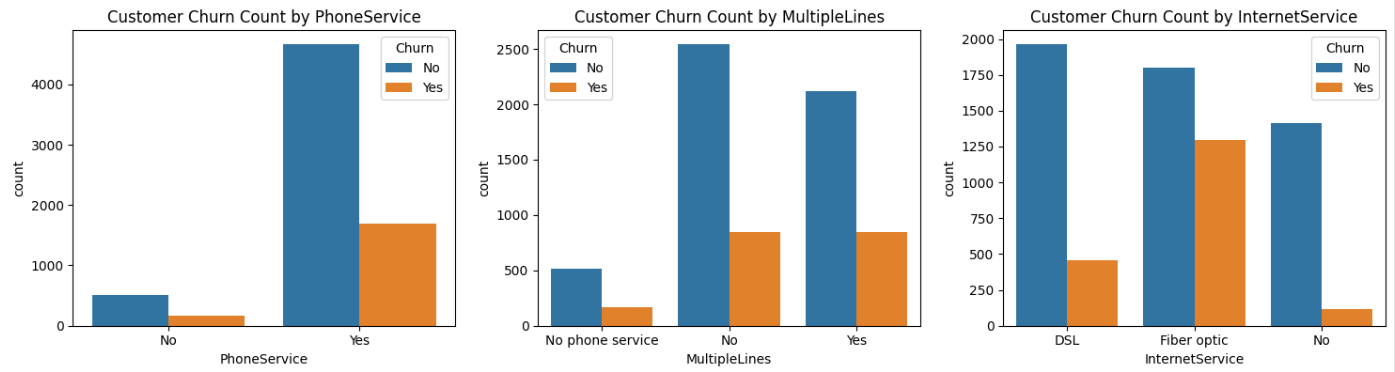 Customer Churn Count by PhoneService
Churn
No
Yes
4000
3000
2000
1000
0
count
No Yes
PhoneService
Customer Churn Count by MultipleLines
Churn
No
Yes
2500
2000
1500
1000
500
0
count
No phone service No Yes
MultipleLines
Customer Churn Count by InternetService
Churn
No
Yes
2000
1750
1500
1250
1000
750
500
250
0
count
DSL Fiber optic No
InternetService